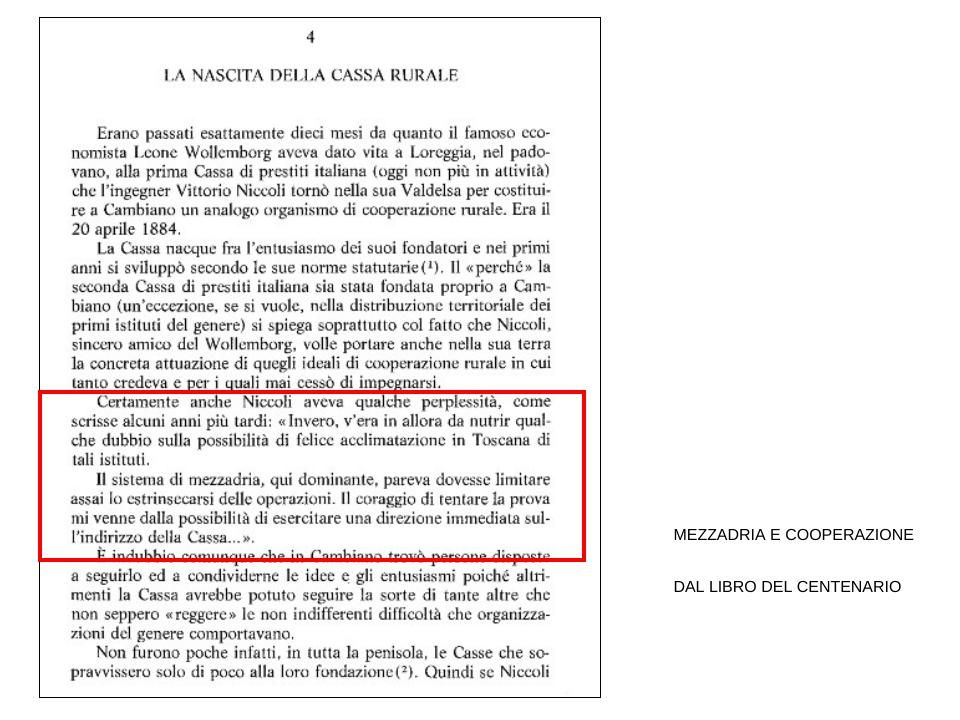 4
LA NASCITA DELLA CASSA RURALE
Erano passati esattamente dieci mesi da quanto il famoso eco-
nomista Leone Wollemborg aveva dato vita a Loreggia, nel pado-
vano, alla prima Cassa di prestiti italiana (oggi non più in attività)
che l'ingegner Vittorio Niccoli tornò nella sua Valdelsa per costitui-
re a Cambiano un analogo organismo di cooperazione rurale. Era il
20 aprile 1884.
La Cassa nacque fra l'entusiasmo dei suoi fondatori e nei primi
anni si sviluppò secondo le sue norme statutarie(¹). Il «perché» la
seconda Cassa di prestiti italiana sia stata fondata proprio a Cam-
biano (un'eccezione, se si vuole, nella distribuzione territoriale dei
primi istituti del genere) si spiega soprattutto col fatto che Niccoli,
sincero amico del Wollemborg, volle portare anche nella sua terra
la concreta attuazione di quegli ideali di cooperazione rurale in cui
tanto credeva e per i quali mai cessò di impegnarsi.
Certamente anche Niccoli aveva qualche perplessità, come
scrisse alcuni anni più tardi: «Invero, v'era in allora da nutrir qual-
che dubbio sulla possibilità di felice acclimatazione in Toscana di
tali istituti.
Il sistema di mezzadria, qui dominante, pareva dovesse limitare
assai lo estrinsecarsi delle operazioni. Il coraggio di tentare la prova
mi venne dalla possibilità di esercitare una direzione immediata sul-
l'indirizzo della Cassa...».
È indubbio comunque che in Cambiano trovò persone disposte
a seguirlo ed a condividerne le idee e gli entusiasmi poiché altri-
menti la Cassa avrebbe potuto seguire la sorte di tante altre che
non seppero «reggere» le non indifferenti difficoltà che organizza-
zioni del genere comportavano.
Non furono poche infatti, in tutta la penisola, le Casse che so-
pravvissero solo di poco alla loro fondazione(²). Quindi se Niccoli
MEZZADRIA E COOPERAZIONE
DAL LIBRO DEL CENTENARIO